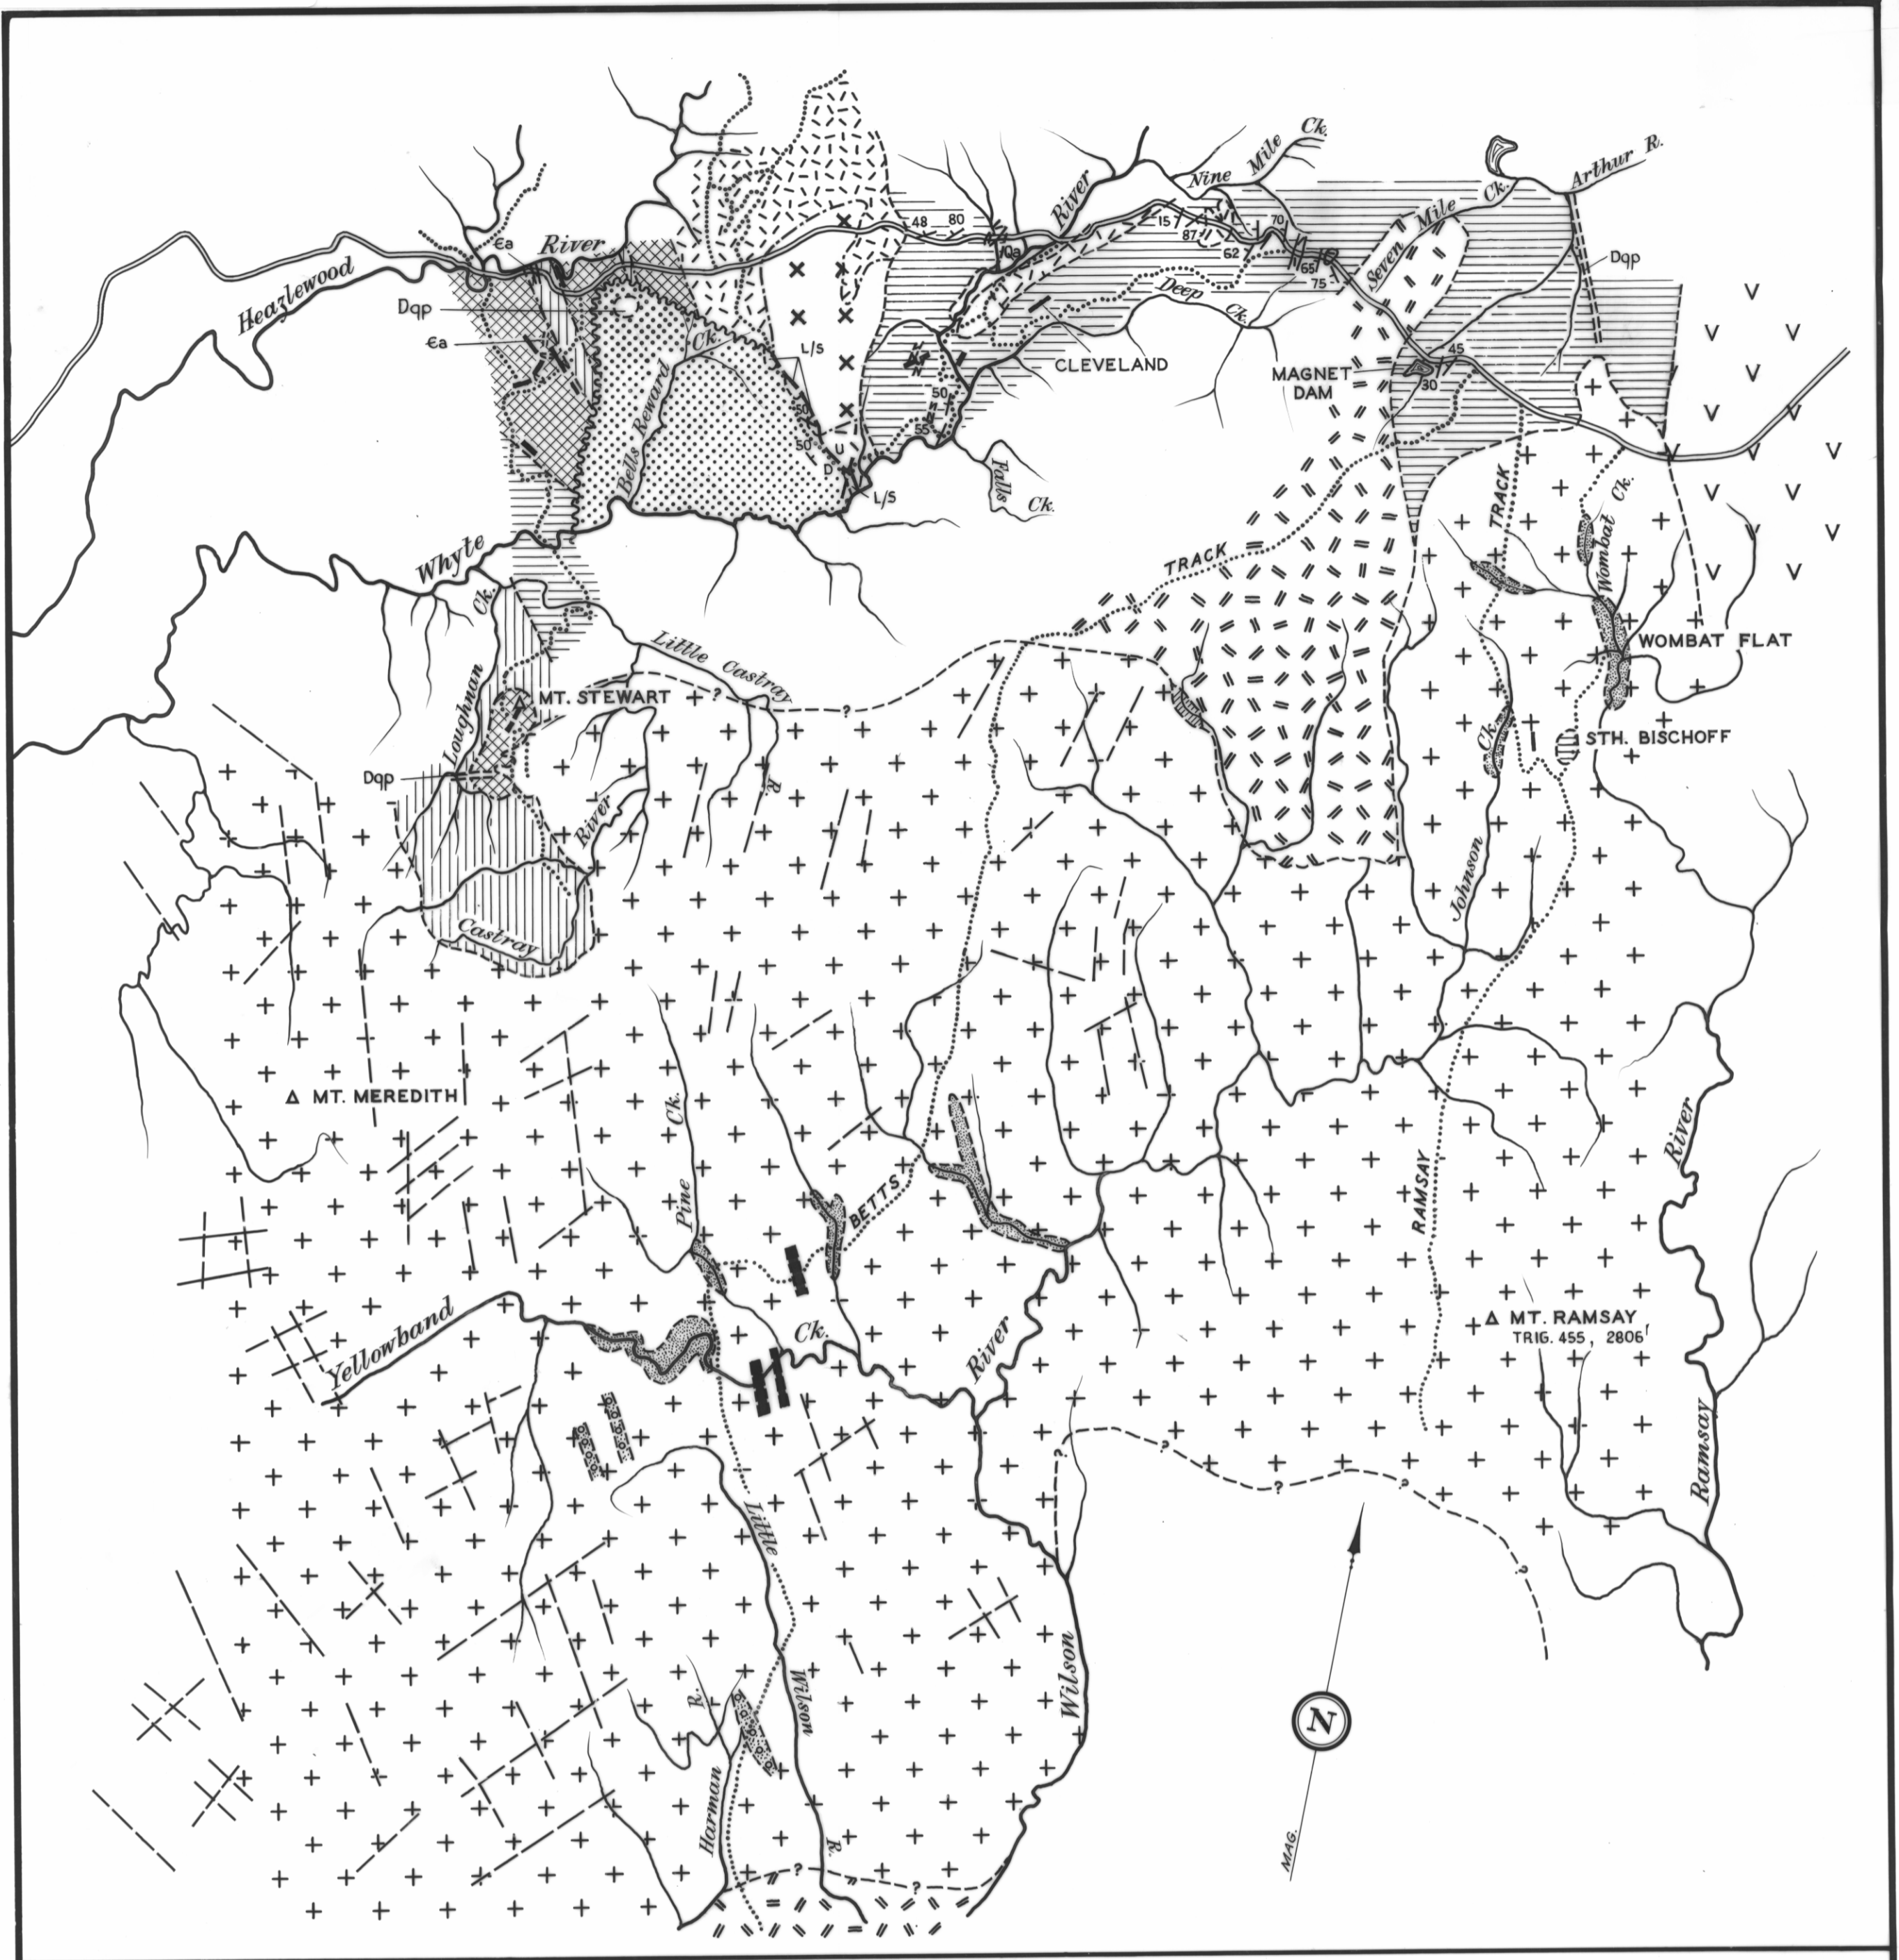 Nine Mile Ck.
Arthur R.
River
48
80
15
87
62
70
65
75
Seven Mile Ck.
Dqp
Єa
River
Qa
Heazlewood
Dqp
Єa
Deep Ck.
L/S
CLEVELAND
MAGNET
DAM
45
30
Bells Reward Ck.
50
50
50
55
U
D
L/S
Falls Ck.
TRACK
Wombat Ck.
Whyte
TRACK
Ck.
Loughnan
Little Castray
R.
WOMBAT FLAT
MT. STEWART
?
?
STH. BISCHOFF
Ck.
Johnson
Dqp
River
Castray
MT. MEREDITH
Pine Ck.
BETTS
RAMSAY
River
MT. RAMSAY
TRIG. 455, 2806'
Yellowband
Ck.
River
Ramsay
?
?
?
?
?
Little
Wilson
R.
Wilson
R.
Harman
N
MAG.
?
?